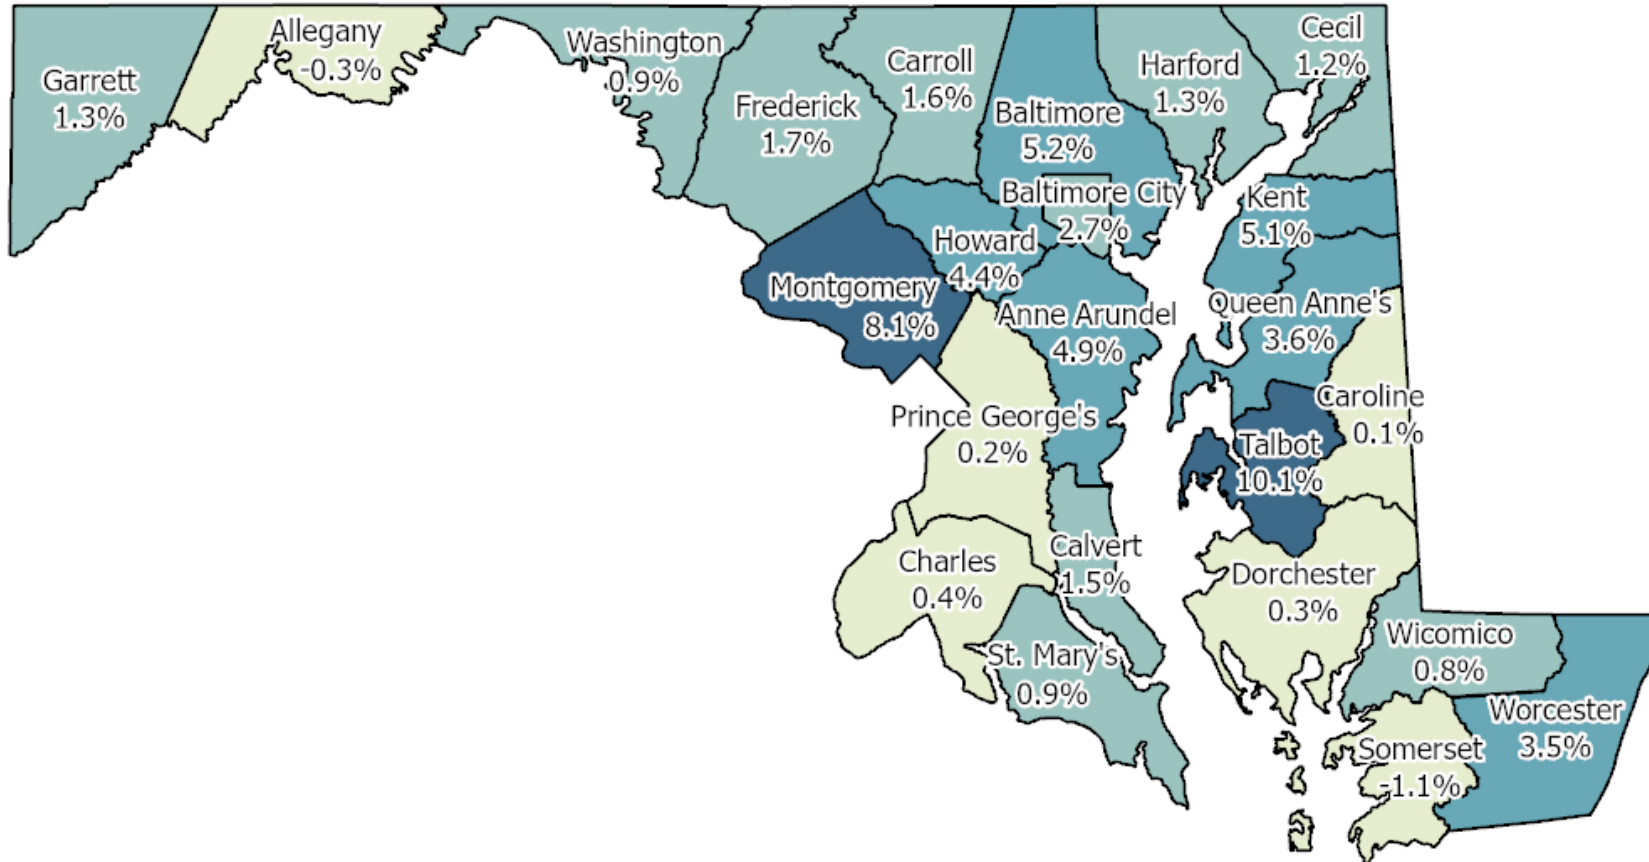 Garrett
1.3%
Allegany
-0.3%
Washington
0.9%
Frederick
1.7%
Carroll
1.6%
Baltimore
5.2%
Harford
1.3%
Cecil
1.2%
Baltimore City
2.7%
Kent
5.1%
Howard
4.4%
Montgomery
8.1%
Anne Arundel
4.9%
Queen Anne's
3.6%
Caroline
0.1%
Prince George's
0.2%
Talbot
10.1%
Charles
0.4%
Calvert
1.5%
Dorchester
0.3%
St. Mary's
0.9%
Wicomico
0.8%
Worcester
3.5%
Somerset
-1.1%